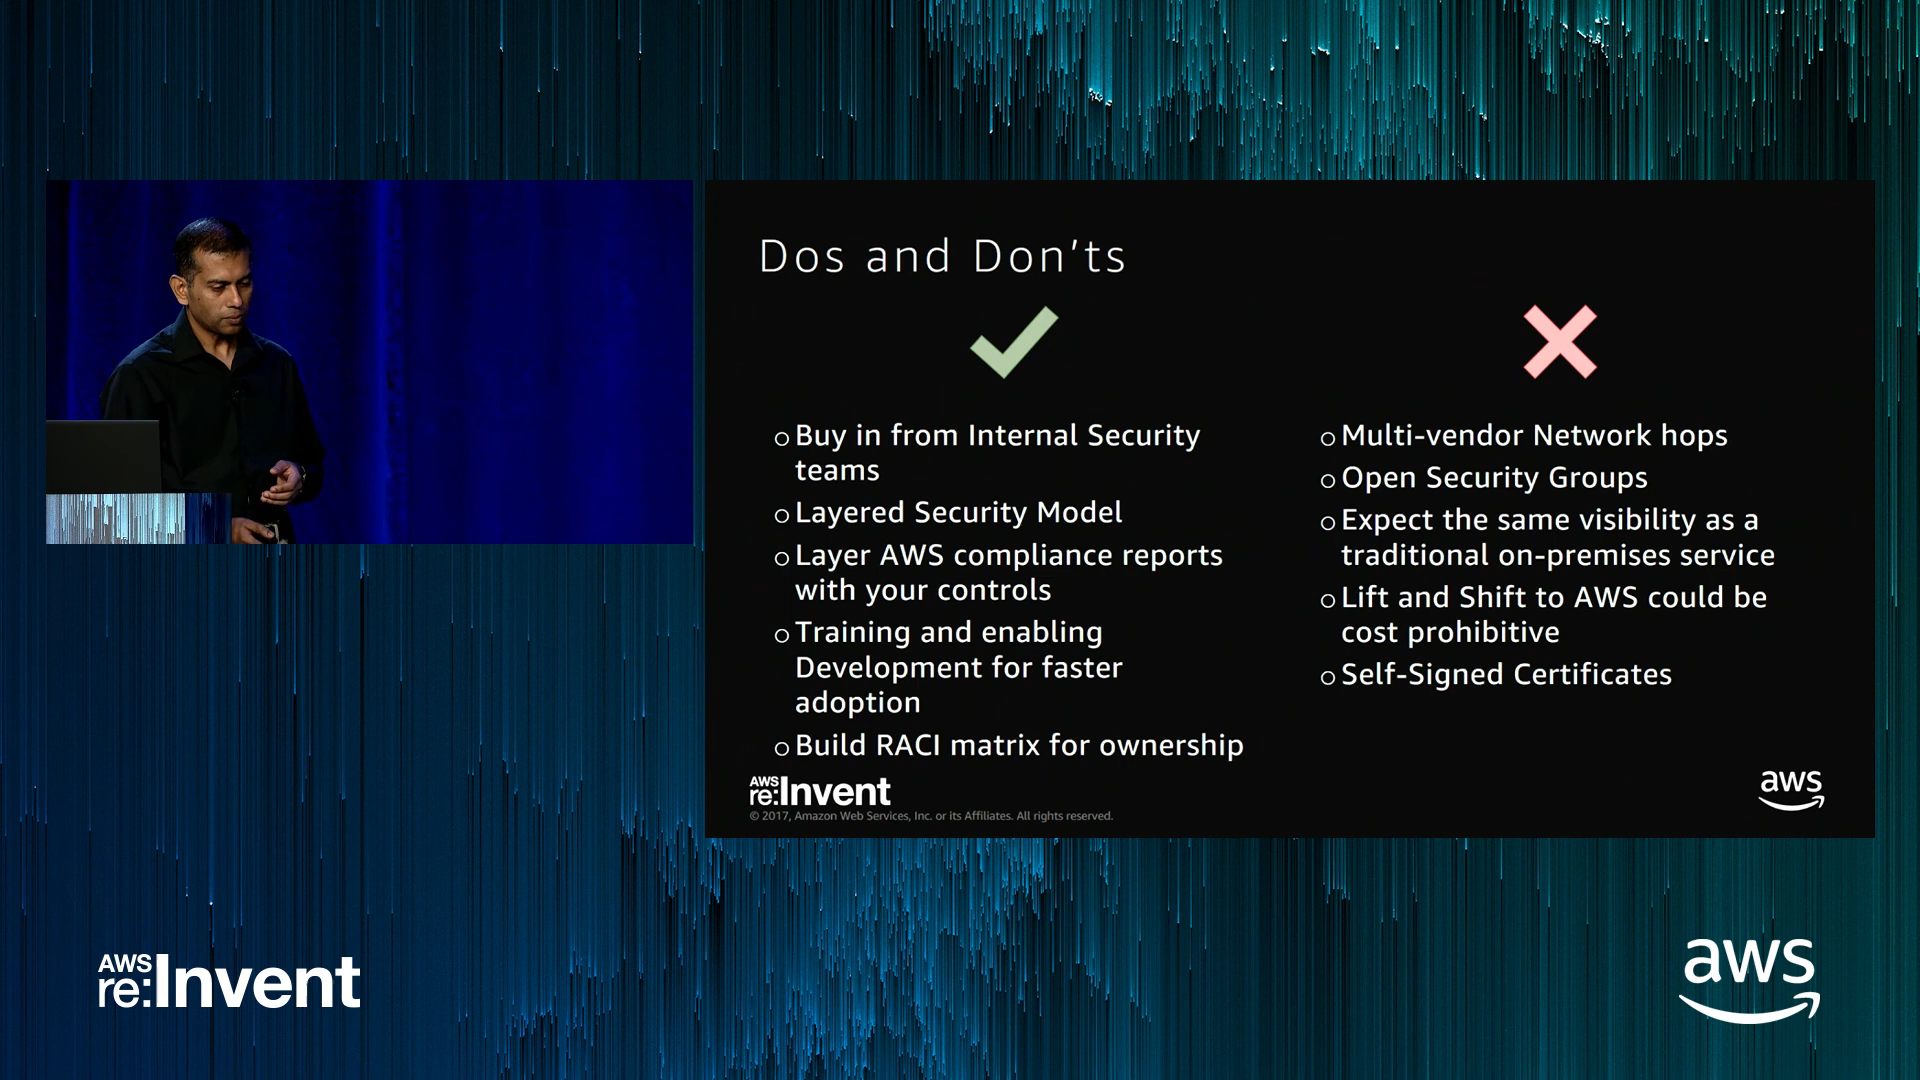 Dos and Don'ts
o Buy in from Internal Security
teams
o Layered Security Model
o Layer AWS compliance reports
with your controls
o Training and enabling
Development for faster
adoption
o Build RACI matrix for ownership
o Multi-vendor Network hops
o Open Security Groups
o Expect the same visibility as a
traditional on-premises service
o Lift and Shift to AWS could be
cost prohibitive
o Self-Signed Certificates
AWS
re:Invent
© 2017, Amazon Web Services, Inc. or its Affiliates. All rights reserved.
aws
AWS
re:Invent
aws